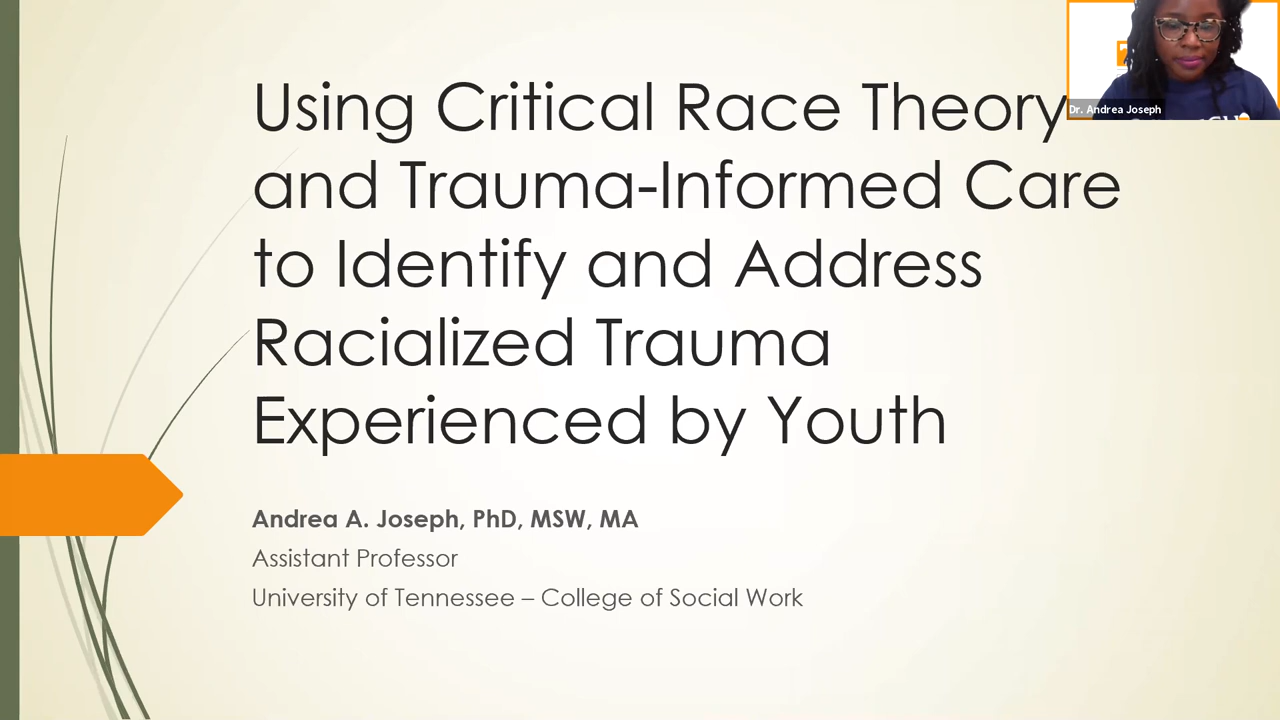 Using Critical Race Theory
and Trauma-Informed Care
to Identify and Address
Racialized Trauma
Experienced by Youth
Andrea A. Joseph, PhD, MSW, MA
Assistant Professor
University of Tennessee – College of Social Work
Dr. Andrea Joseph